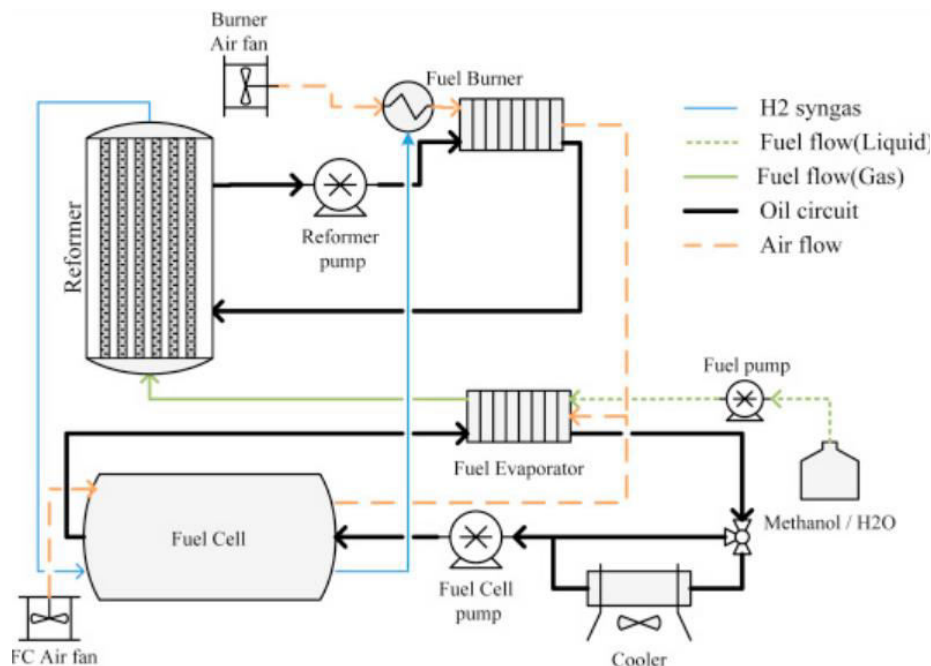 Burner
Air fan
Fuel Burner
H2 syngas
Fuel flow(Liquid)
Fuel flow(Gas)
Oil circuit
Air flow
Reformer
Reformer
pump
Fuel pump
Fuel Evaporator
Methanol / H2O
Fuel Cell
Fuel Cell
pump
FC Air fan
Cooler